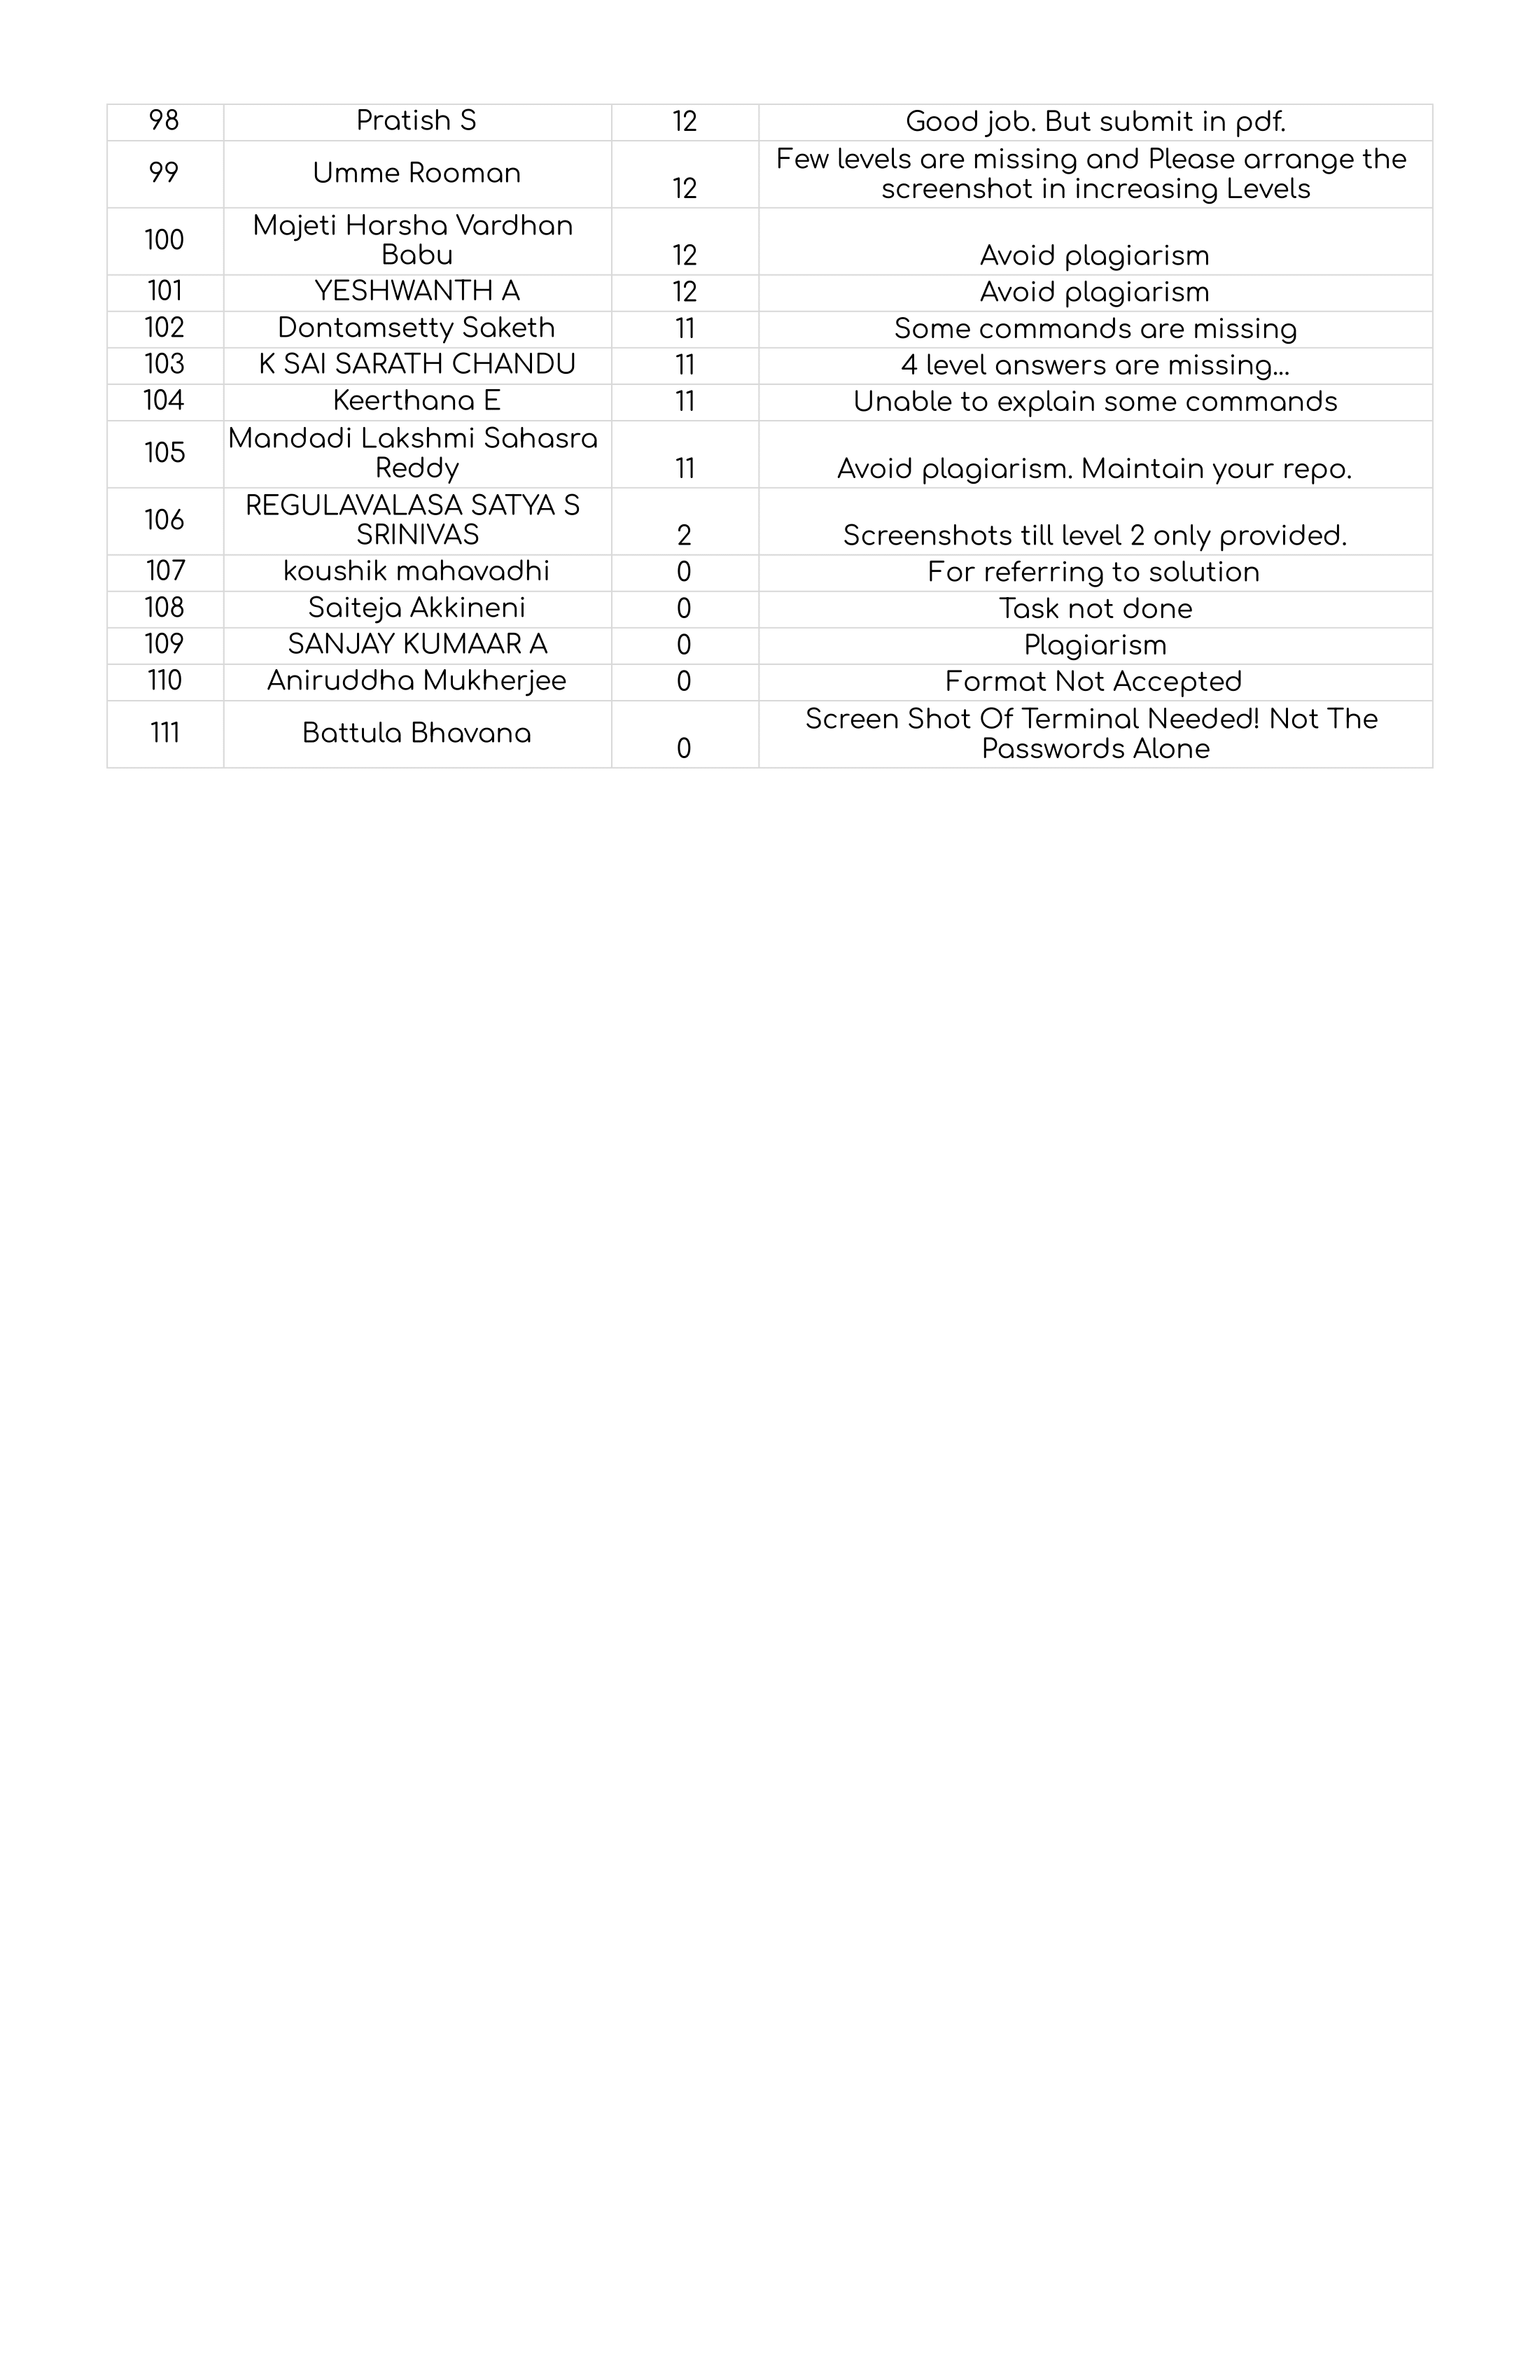 98 Pratish S 12 Good job. But submit in pdf.
99 Umme Rooman 12 Few levels are missing and Please arrange the
screenshot in increasing Levels
100 Majeti Harsha Vardhan
Babu 12 Avoid plagiarism
101 YESHWANTH A 12 Avoid plagiarism
102 Dontamsetty Saketh 11 Some commands are missing
103 K SAI SARATH CHANDU 11 4 level answers are missing...
104 Keerthana E 11 Unable to explain some commands
105 Mandadi Lakshmi Sahasra
Reddy 11 Avoid plagiarism. Maintain your repo.
106 REGULAVALASA SATYA S
SRINIVAS 2 Screenshots till level 2 only provided.
107 koushik mahavadhi 0 For referring to solution
108 Saiteja Akkineni 0 Task not done
109 SANJAY KUMAAR A 0 Plagiarism
110 Aniruddha Mukherjee 0 Format Not Accepted
111 Battula Bhavana 0 Screen Shot Of Terminal Needed! Not The
Passwords Alone